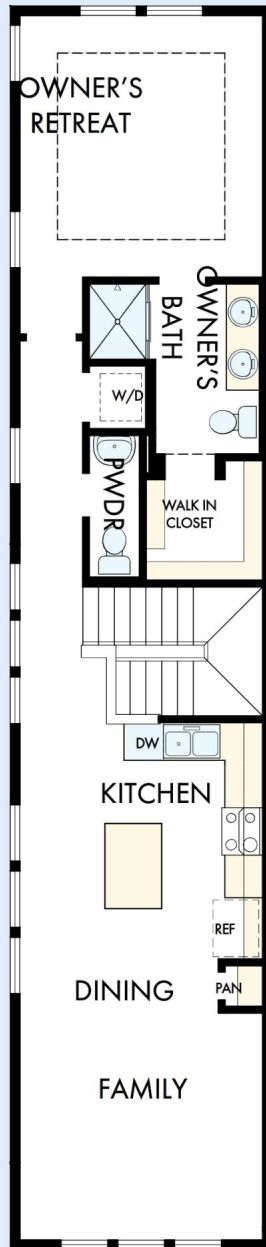 OWNER'S
RETREAT
OWNER'S
BATH
W/D
PWDR
WALK IN
CLOSET
DW
KITCHEN
REF
DINING
PAN
FAMILY